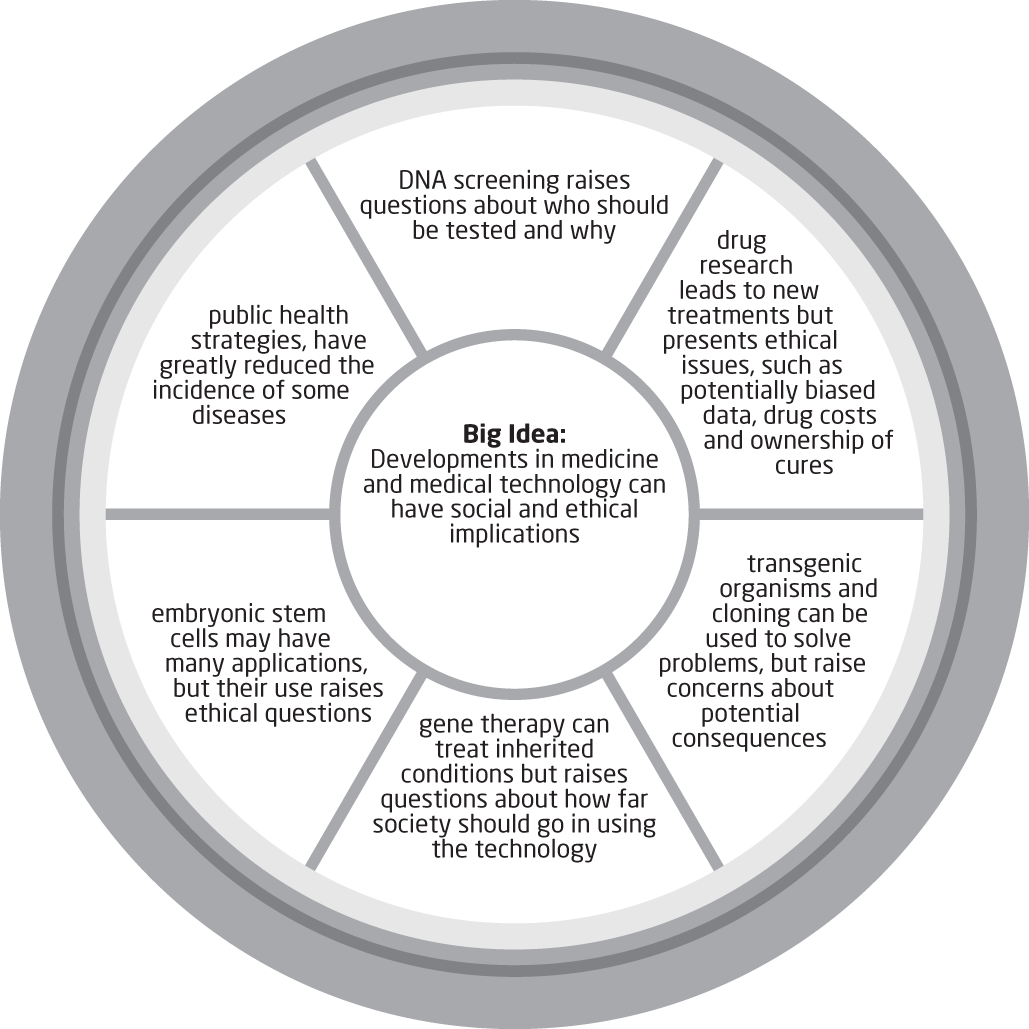 DNA screening raises
questions about who should
be tested and why
drug
research
leads to new
treatments but
presents ethical
issues, such as
potentially biased
data, drug costs
and ownership of
cures
transgenic
organisms and
cloning can be
used to solve
problems, but raise
concerns about
potential
consequences
gene therapy can
treat inherited
conditions but raises
questions about how far
society should go in using
the technology
embryonic stem
cells may have
many applications,
but their use raises
ethical questions
public health
strategies, have
greatly reduced the
incidence of some
diseases
Big Idea:
Developments in medicine
and medical technology can
have social and ethical
implications